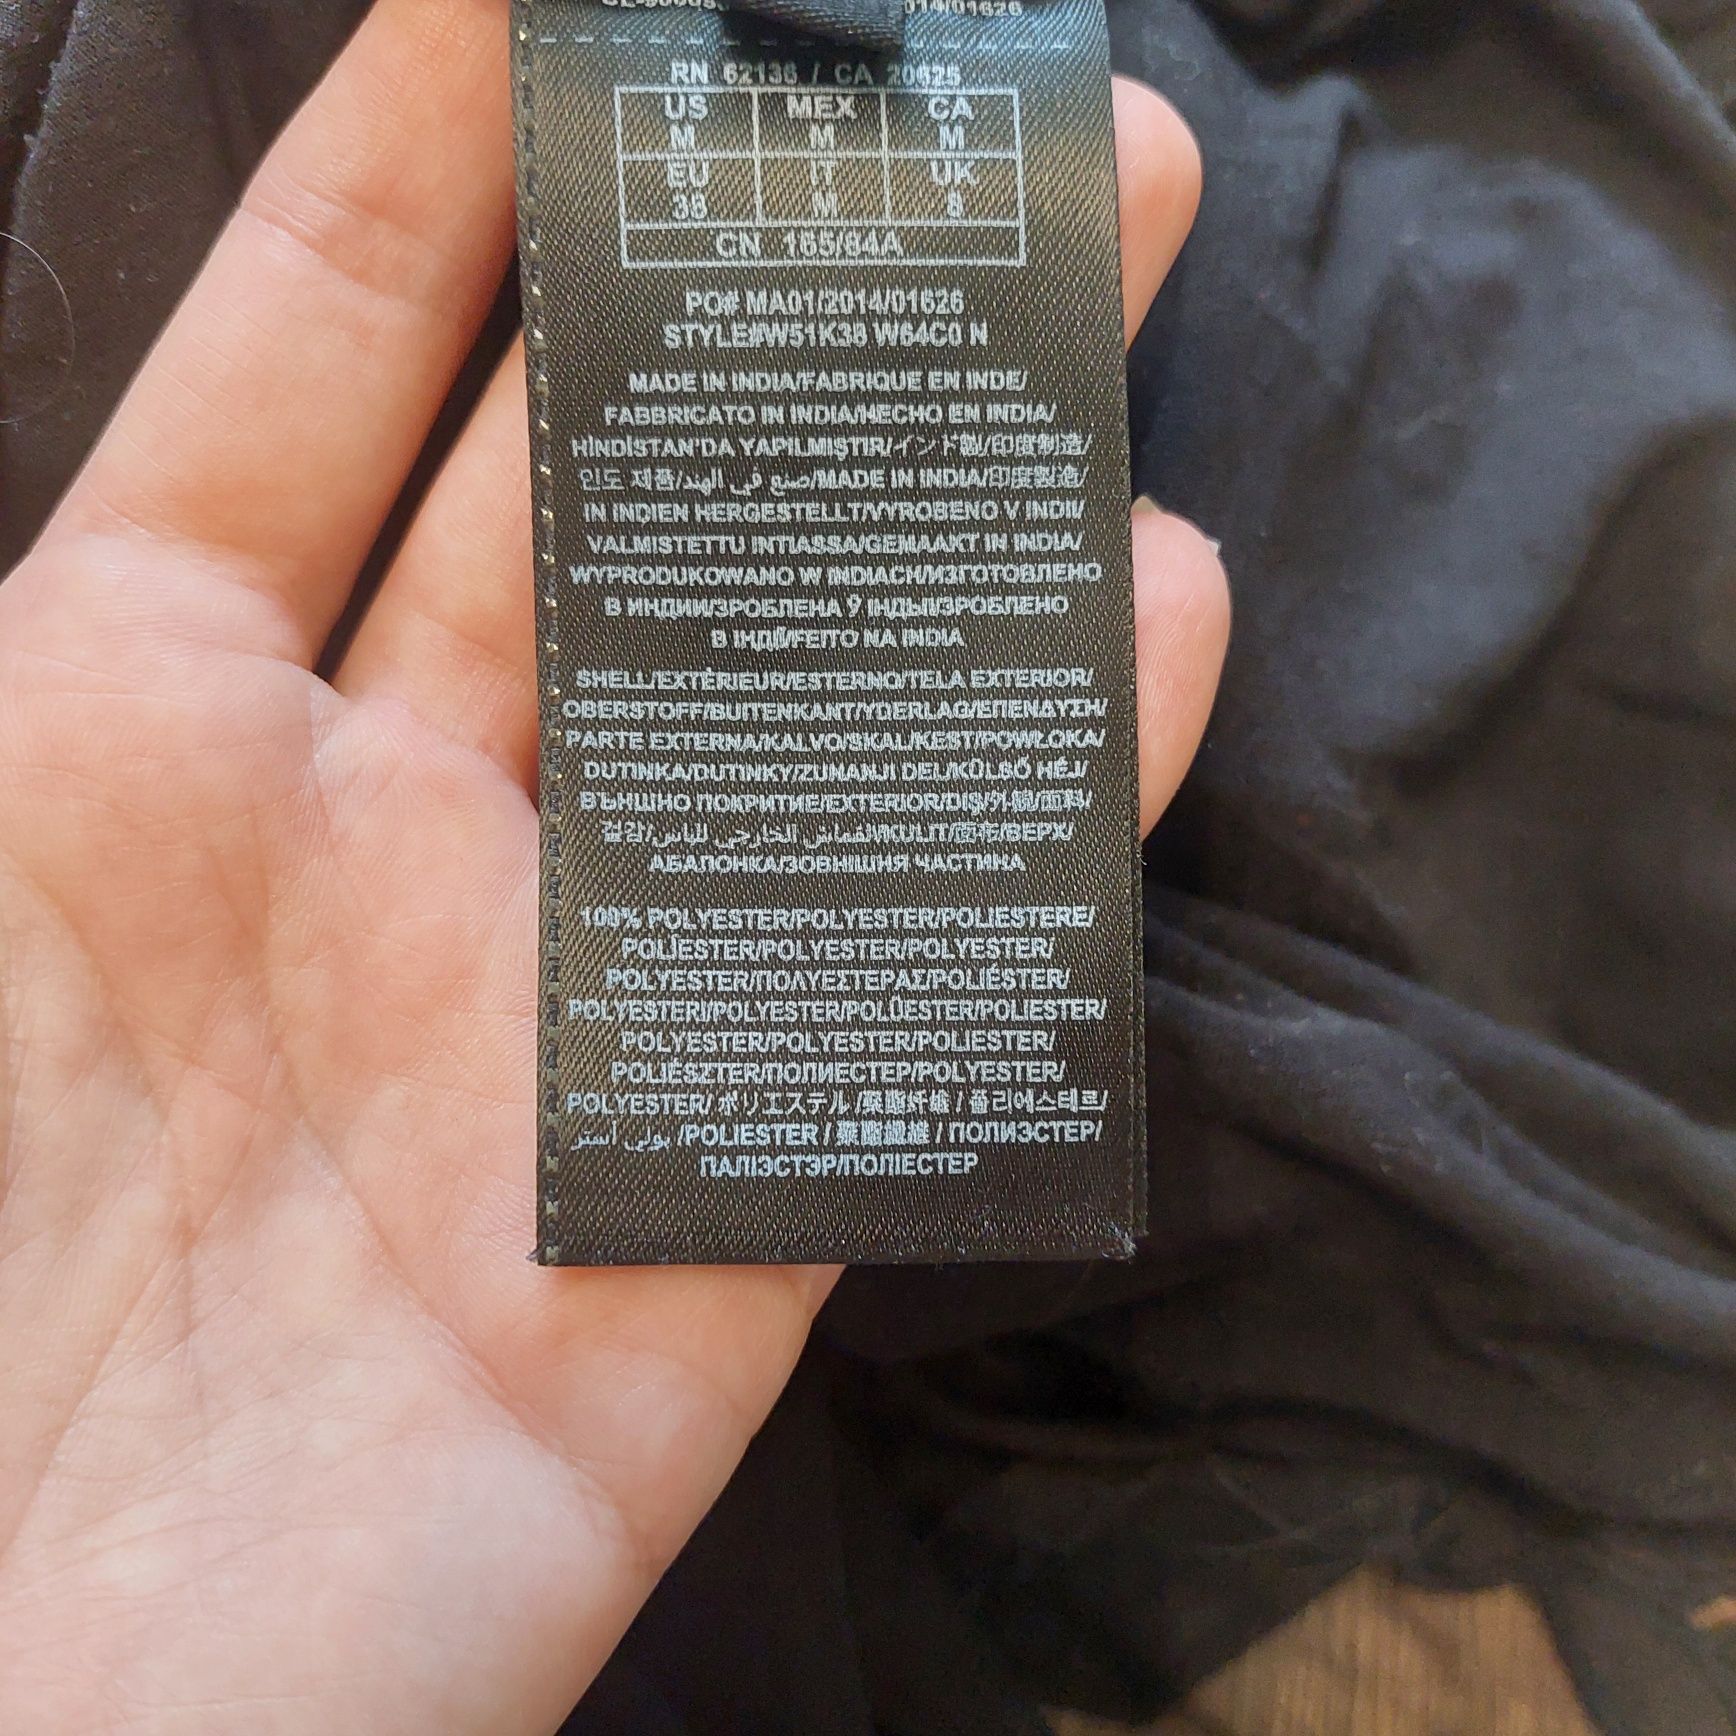 RN 62136 / CA 20625
US MEX CA
M M M
EU IT UK
38 M 8
CN 165/84A
PO# MA01/2014/01626
STYLE#W51K38 W64C0 N
MADE IN INDIA/FABRIQUE EN INDE/
FABBRICATO IN INDIA/HECHO EN INDIA/
HİNDİSTAN'DA YAPILMIŞTIR/インド製/印度制造/
인도 제품/صنع في الهند/MADE IN INDIA/印度製造/
IN INDIEN HERGESTELLT/VYROBENO V INDII/
VALMISTETTU INTIASSA/GEMAAKT IN INDIA/
WYPRODUKOWANO W INDIACH/ИЗГОТОВЛЕНО
В ИНДИИ/ЗРОБЛЕНА Ў ІНДЫІ/ЗРОБЛЕНО
В ІНДІЇ/FEITO NA INDIA
SHELL/EXTÉRIEUR/ESTERNO/TELA EXTERIOR/
OBERSTOFF/BUITENKANT/YDERLAG/ΕΠΕΝΔΥΣΗ/
PARTE EXTERNA/KALVO/SKAL/KEST/POWŁOKA/
DUTINKA/DUTINKY/ZUNANJI DEL/KÜLSŐ HÉJ/
ВЪНШНО ПОКРИТИЕ/EXTERIOR/DIŞ/外側/面料/
겉감/القماش الخارجي للباس/KULIT/面布/ВЕРХ/
АБАЛОНКА/ЗОВНІШНЯ ЧАСТИНА
100% POLYESTER/POLYESTER/POLIESTERE/
POLIÉSTER/POLYESTER/POLYESTER/
POLYESTER/ΠΟΛΥΕΣΤΕΡΑΣ/POLIÉSTER/
POLYESTERI/POLYESTER/POLÜESTER/POLIESTER/
POLYESTER/POLYESTER/POLIESTER/
POLIÉSZTER/ПОЛИЕСТЕР/POLYESTER/
POLYESTER/ ポリエステル /聚酯纤维 / 폴리에스테르/
بولي أستر /POLIESTER / 聚酯纖維 / ПОЛИЭСТЕР/
ПАЛІЭСТЭР/ПОЛІЕСТЕР